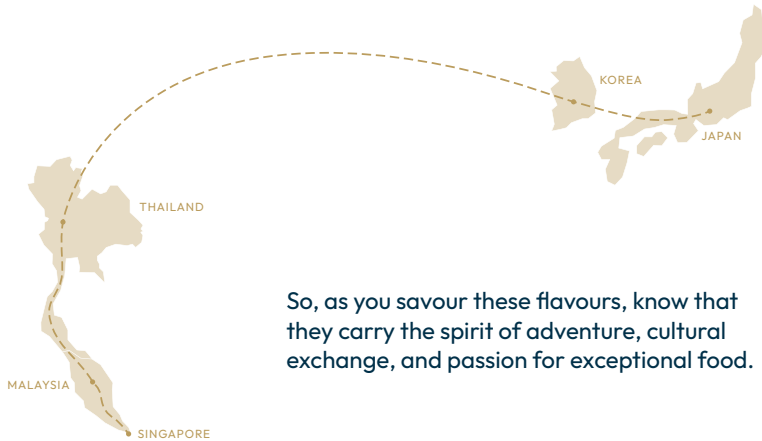 KOREA
JAPAN
THAILAND
So, as you savour these flavours, know that
they carry the spirit of adventure, cultural
exchange, and passion for exceptional food.
MALAYSIA
SINGAPORE